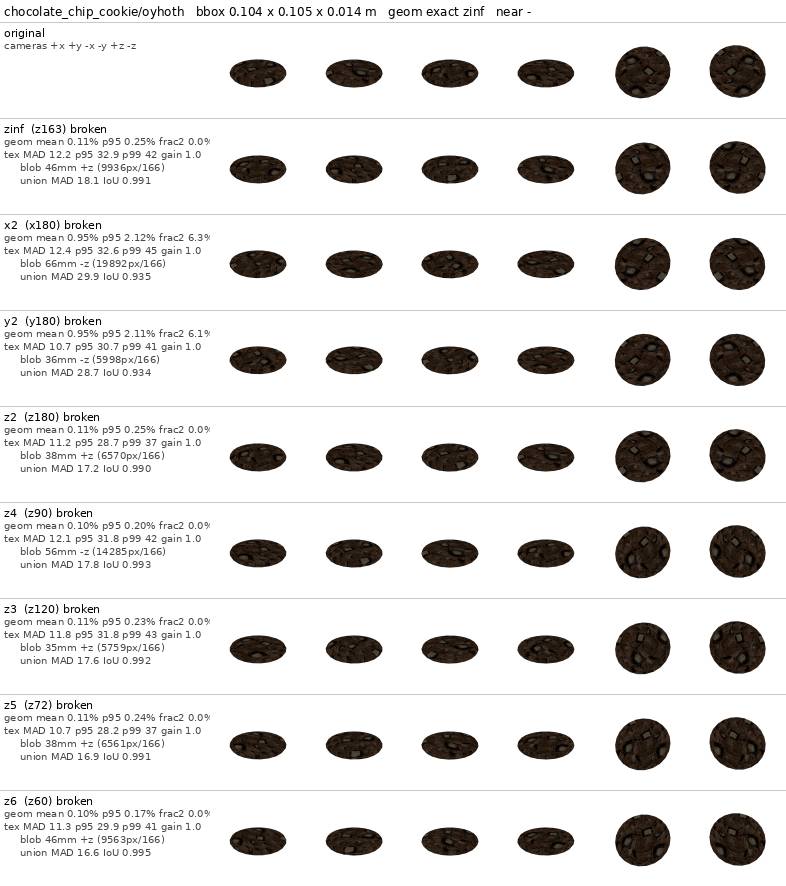 chocolate_chip_cookie/oyhoth bbox 0.104 x 0.105 x 0.014 m geom exact zinf near -
original
cameras +x +y -x -y +z -z
zinf (z163) broken
geom mean 0.11% p95 0.25% frac2 0.0%
tex MAD 12.2 p95 32.9 p99 42 gain 1.0
blob 46mm +z (9936px/166)
union MAD 18.1 IoU 0.991
x2 (x180) broken
geom mean 0.95% p95 2.12% frac2 6.3%
tex MAD 12.4 p95 32.6 p99 45 gain 1.0
blob 66mm -z (19892px/166)
union MAD 29.9 IoU 0.935
y2 (y180) broken
geom mean 0.95% p95 2.11% frac2 6.1%
tex MAD 10.7 p95 30.7 p99 41 gain 1.0
blob 36mm -z (5998px/166)
union MAD 28.7 IoU 0.934
z2 (z180) broken
geom mean 0.11% p95 0.25% frac2 0.0%
tex MAD 11.2 p95 28.7 p99 37 gain 1.0
blob 38mm +z (6570px/166)
union MAD 17.2 IoU 0.990
z4 (z90) broken
geom mean 0.10% p95 0.20% frac2 0.0%
tex MAD 12.1 p95 31.8 p99 42 gain 1.0
blob 56mm -z (14285px/166)
union MAD 17.8 IoU 0.993
z3 (z120) broken
geom mean 0.11% p95 0.23% frac2 0.0%
tex MAD 11.8 p95 31.8 p99 43 gain 1.0
blob 35mm +z (5759px/166)
union MAD 17.6 IoU 0.992
z5 (z72) broken
geom mean 0.11% p95 0.24% frac2 0.0%
tex MAD 10.7 p95 28.2 p99 37 gain 1.0
blob 38mm +z (6561px/166)
union MAD 16.9 IoU 0.991
z6 (z60) broken
geom mean 0.10% p95 0.17% frac2 0.0%
tex MAD 11.3 p95 29.9 p99 41 gain 1.0
blob 46mm +z (9563px/166)
union MAD 16.6 IoU 0.995